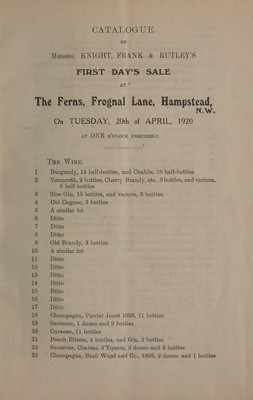 CATALOGUE
OF
MESSRS. KNIGHT, FRANK & RUTLEY'S
FIRST DAY'S SALE
AT
The Ferns, Frognal Lane, Hampstead,
N.W.
On TUESDAY, 20th of APRIL, 1920
AT ONE O'CLOCK PRECISELY.
THE WINE.
1 Burgundy, 14 half-bottles, and Chablis, 18 half-bottles
2 Vermouth, 2 bottles, Cherry Brandy, etc., 5 bottles, and various,
6 half-bottles
3 Sloe Gin, 15 bottles, and various, 5 bottles
4 Old Cognac, 3 bottles
5 A similar lot
6 Ditto
7 Ditto
8 Ditto
9 Old Brandy, 3 bottles
10 A similar lot
11 Ditto
12 Ditto
13 Ditto
14 Ditto
15 Ditto
16 Ditto
17 Ditto
18 Champagne, Perrier Jouet 1893, 11 bottles
19 Sauterne, 1 dozen and 9 bottles
20 Curacao, 11 bottles
21 Peach Bitters, 4 bottles, and Gin, 2 bottles
22 Sauterne, Chateau d'Yquem, 3 dozen and 3 bottles
23 Champagne, Basil Wood and Co., 1895, 2 dozen and 1 bottles